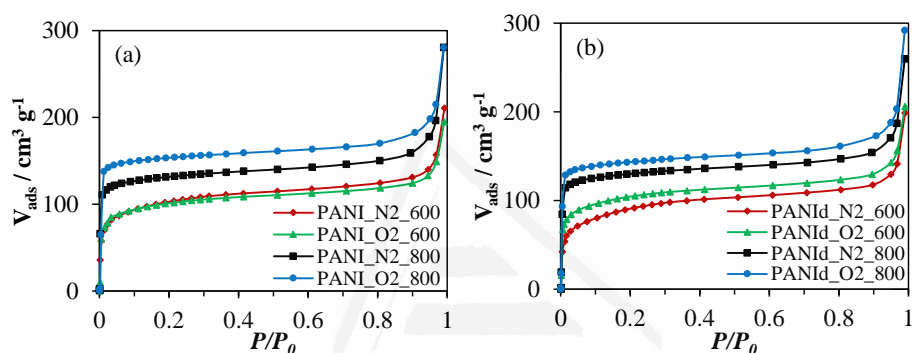 (a)
V_ads / cm³ g⁻¹
300
200
100
0
PANI_N2_600
PANI_O2_600
PANI_N2_800
PANI_O2_800
0 0.2 0.4 0.6 0.8 1
P/P₀
(b)
V_ads / cm³ g⁻¹
300
200
100
0
PANId_N2_600
PANId_O2_600
PANId_N2_800
PANId_O2_800
0 0.2 0.4 0.6 0.8 1
P/P₀